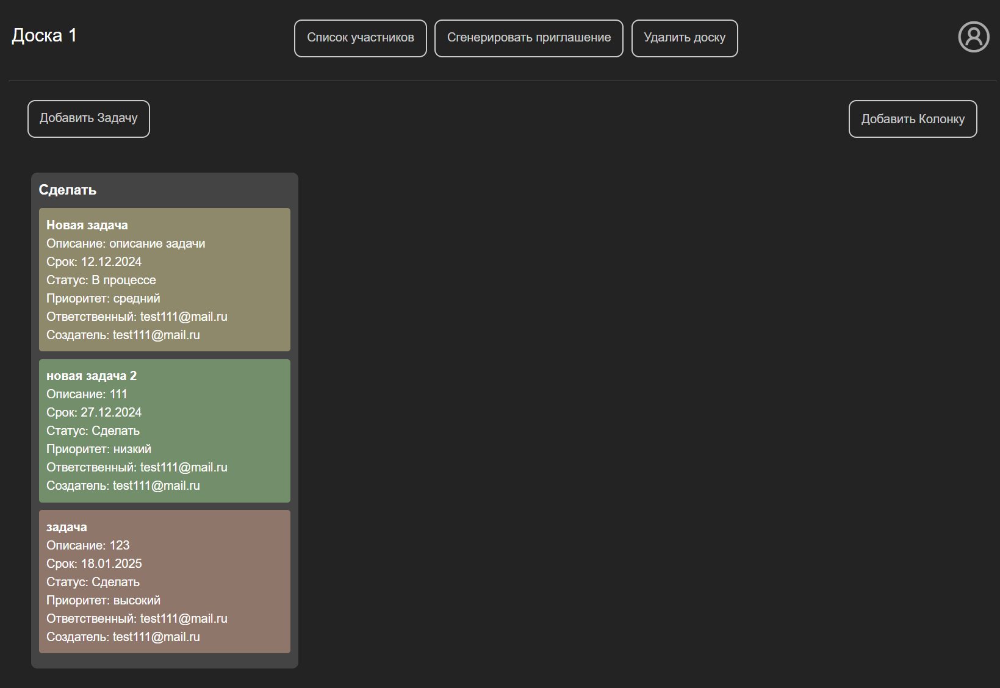 Доска 1
Список участников
Сгенерировать приглашение
Удалить доску
Добавить Задачу
Добавить Колонку
Сделать
Новая задача
Описание: описание задачи
Срок: 12.12.2024
Статус: В процессе
Приоритет: средний
Ответственный: test111@mail.ru
Создатель: test111@mail.ru
новая задача 2
Описание: 111
Срок: 27.12.2024
Статус: Сделать
Приоритет: низкий
Ответственный: test111@mail.ru
Создатель: test111@mail.ru
задача
Описание: 123
Срок: 18.01.2025
Статус: Сделать
Приоритет: высокий
Ответственный: test111@mail.ru
Создатель: test111@mail.ru